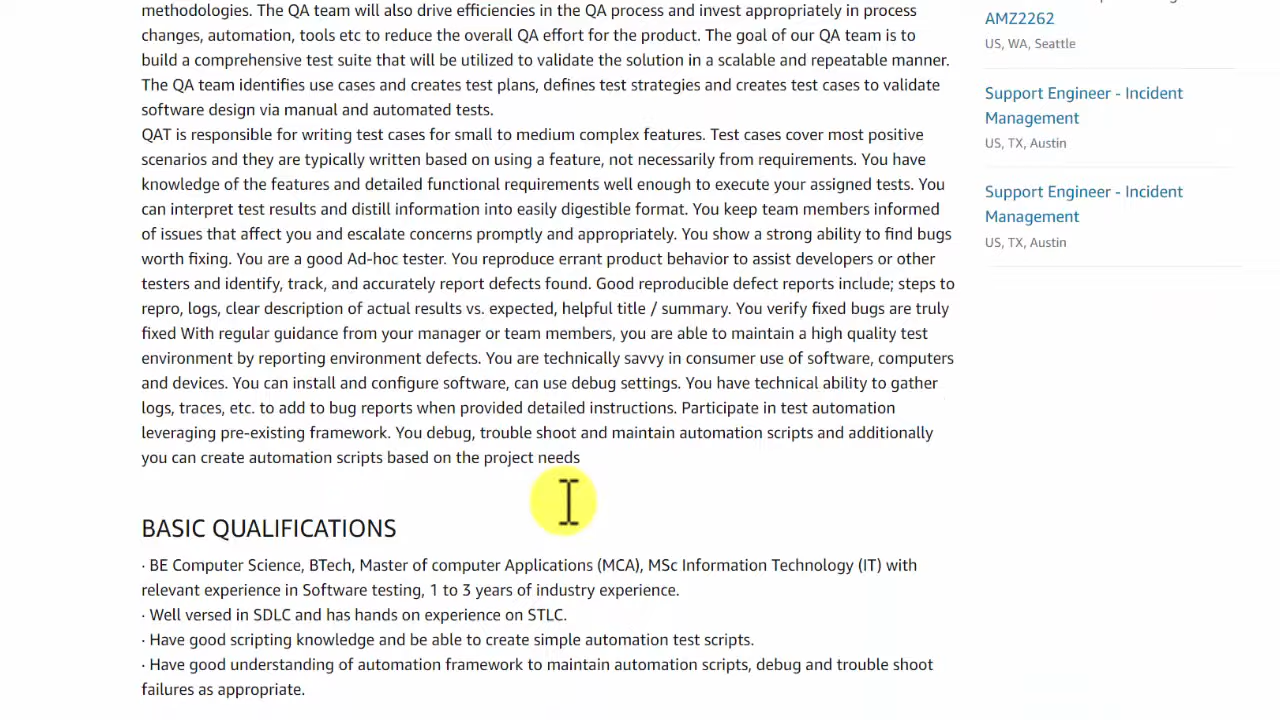 methodologies. The QA team will also drive efficiencies in the QA process and invest appropriately in process
changes, automation, tools etc to reduce the overall QA effort for the product. The goal of our QA team is to
build a comprehensive test suite that will be utilized to validate the solution in a scalable and repeatable manner.
The QA team identifies use cases and creates test plans, defines test strategies and creates test cases to validate
software design via manual and automated tests.
QAT is responsible for writing test cases for small to medium complex features. Test cases cover most positive
scenarios and they are typically written based on using a feature, not necessarily from requirements. You have
knowledge of the features and detailed functional requirements well enough to execute your assigned tests. You
can interpret test results and distill information into easily digestible format. You keep team members informed
of issues that affect you and escalate concerns promptly and appropriately. You show a strong ability to find bugs
worth fixing. You are a good Ad-hoc tester. You reproduce errant product behavior to assist developers or other
testers and identify, track, and accurately report defects found. Good reproducible defect reports include; steps to
repro, logs, clear description of actual results vs. expected, helpful title / summary. You verify fixed bugs are truly
fixed With regular guidance from your manager or team members, you are able to maintain a high quality test
environment by reporting environment defects. You are technically savvy in consumer use of software, computers
and devices. You can install and configure software, can use debug settings. You have technical ability to gather
logs, traces, etc. to add to bug reports when provided detailed instructions. Participate in test automation
leveraging pre-existing framework. You debug, trouble shoot and maintain automation scripts and additionally
you can create automation scripts based on the project needs
BASIC QUALIFICATIONS
· BE Computer Science, BTech, Master of computer Applications (MCA), MSc Information Technology (IT) with
relevant experience in Software testing, 1 to 3 years of industry experience.
· Well versed in SDLC and has hands on experience on STLC.
· Have good scripting knowledge and be able to create simple automation test scripts.
· Have good understanding of automation framework to maintain automation scripts, debug and trouble shoot
failures as appropriate.
AMZ2262
US, WA, Seattle
Support Engineer - Incident
Management
US, TX, Austin
Support Engineer - Incident
Management
US, TX, Austin